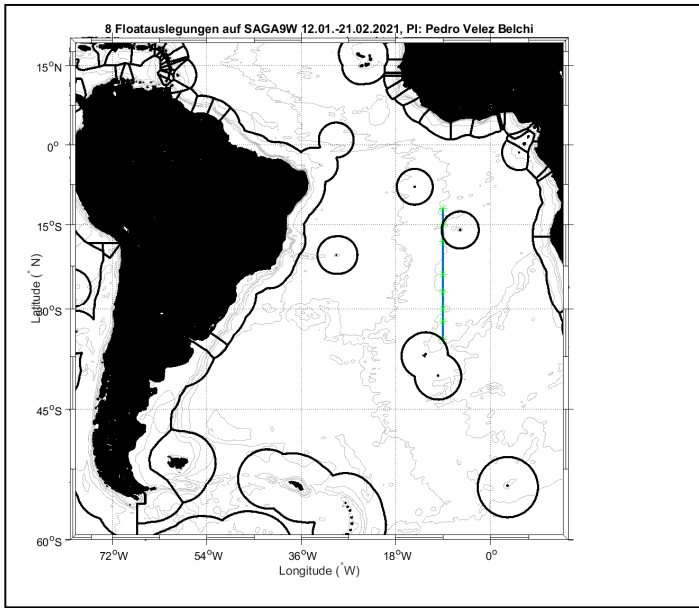 8 Floatauslegungen auf SAGA9W 12.01.-21.02.2021, PI: Pedro Velez Belchi
15°N
0°
15°S
30°S
45°S
60°S
Latitude (°N)
72°W
54°W
36°W
18°W
0°
Longitude (°W)